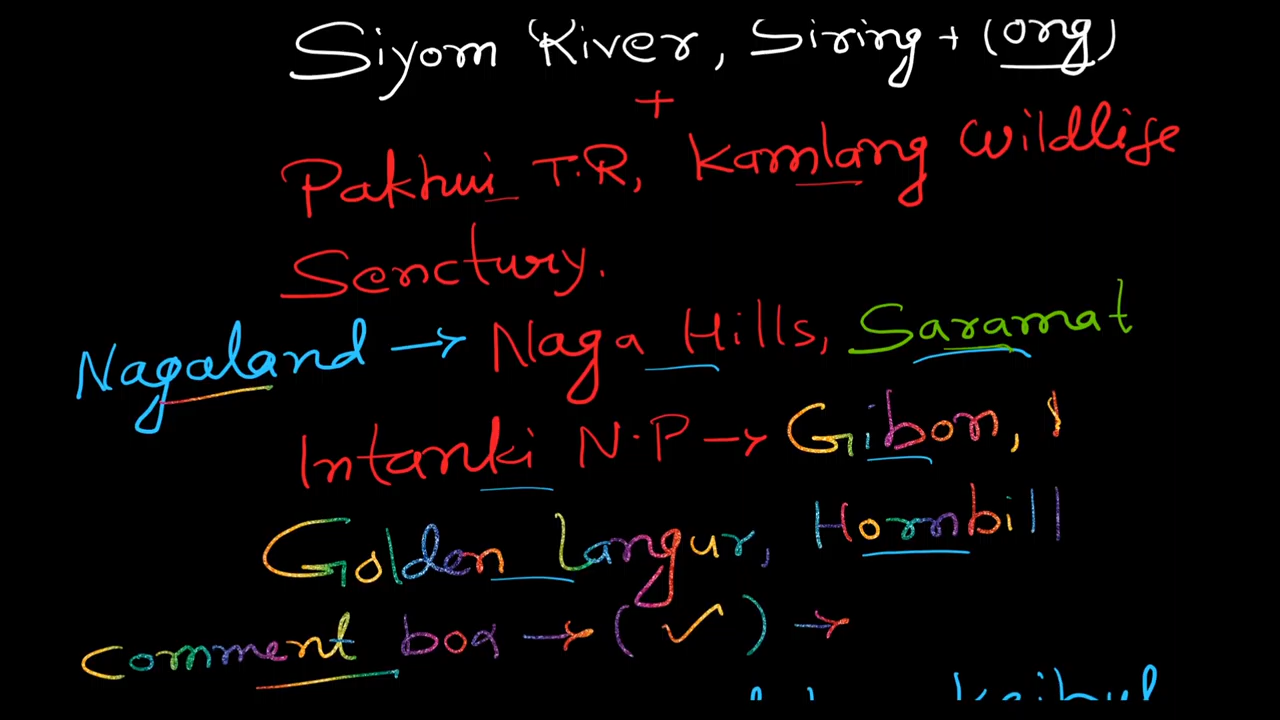 Siyom River, Siring + (ong)
+
Pakhui T.R, Kamlang Wildlife
Senctury.
Nagaland → Naga Hills, Saramat
Intanki N.P → Gibon,
Golden Langur, Hornbill
Comment box → (✓) →